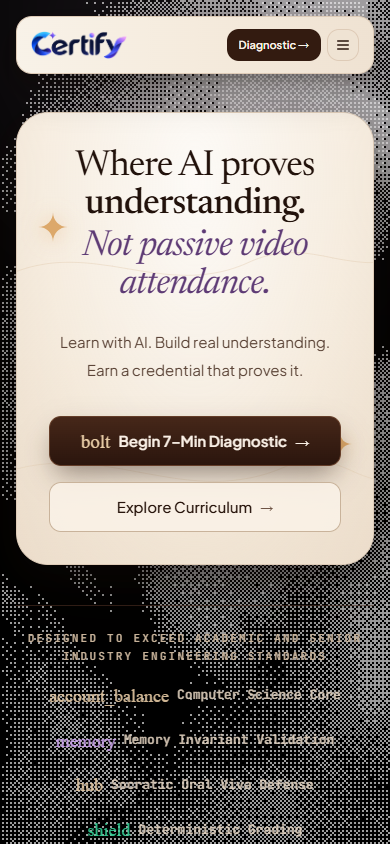 Certify
Diagnostic →
Where AI proves
understanding.
Not passive video
attendance.
Learn with AI. Build real understanding.
Earn a credential that proves it.
bolt Begin 7–Min Diagnostic →
Explore Curriculum →
DESIGNED TO EXCEED ACADEMIC AND SENIOR
INDUSTRY ENGINEERING STANDARDS
account_balance Computer Science Core
memory Memory Invariant Validation
hub Socratic Oral Viva Defense
shield Deterministic Grading